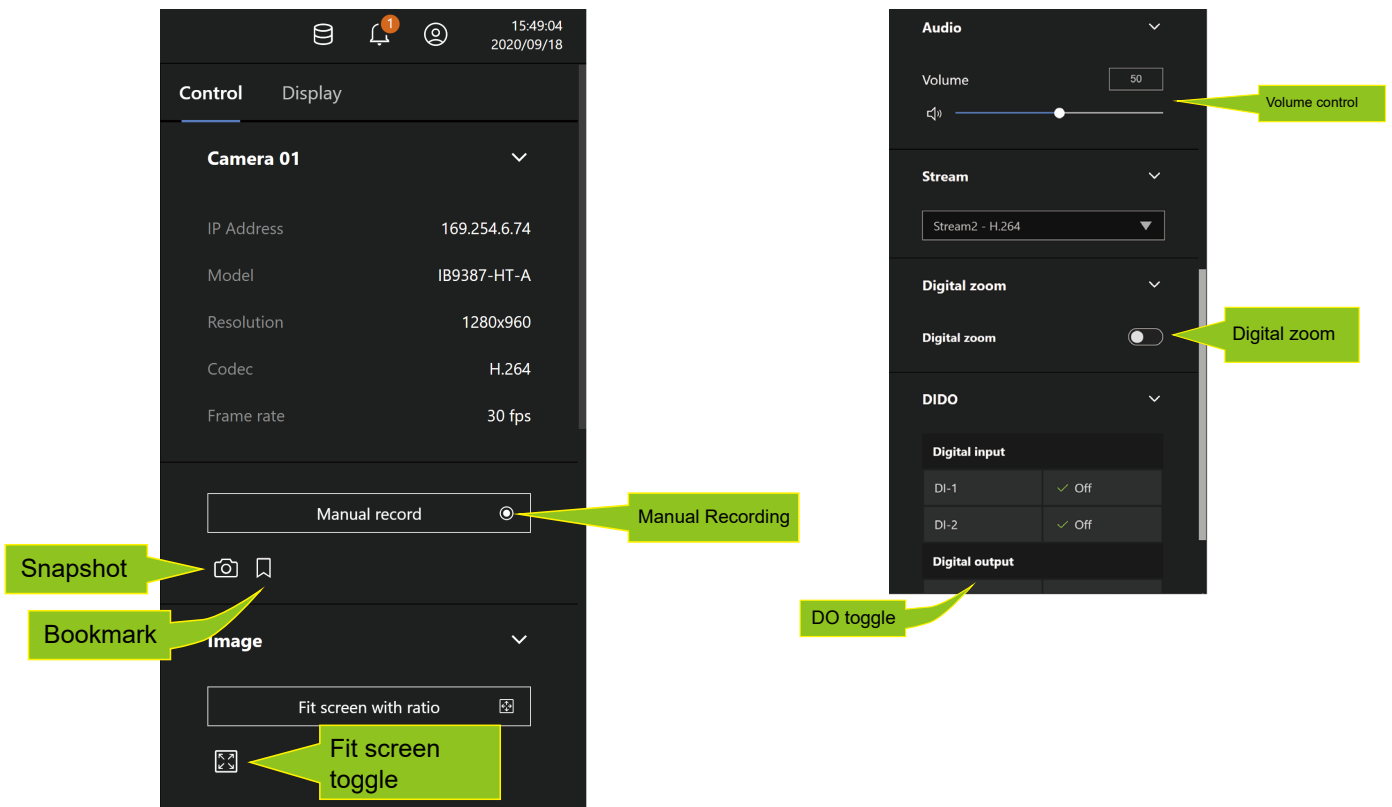 1
15:49:04
2020/09/18
Control Display
Camera 01
IP Address 169.254.6.74
Model IB9387-HT-A
Resolution 1280x960
Codec H.264
Frame rate 30 fps
Manual record
Manual Recording
Snapshot
Bookmark
Image
Fit screen with ratio
Fit screen
toggle
Audio
Volume 50
Volume control
Stream
Stream2 - H.264
Digital zoom
Digital zoom
Digital zoom
DIDO
Digital input
DI-1 Off
DI-2 Off
Digital output
DO toggle